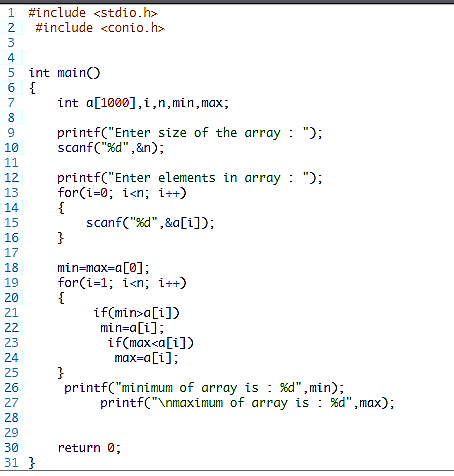 1 #include <stdio.h>
2 #include <conio.h>
3
4
5 int main()
6 {
7 int a[1000],i,n,min,max;
8
9 printf("Enter size of the array : ");
10 scanf("%d",&n);
11
12 printf("Enter elements in array : ");
13 for(i=0; i<n; i++)
14 {
15 scanf("%d",&a[i]);
16 }
17
18 min=max=a[0];
19 for(i=1; i<n; i++)
20 {
21 if(min>a[i])
22 min=a[i];
23 if(max<a[i])
24 max=a[i];
25 }
26 printf("minimum of array is : %d",min);
27 printf("\nmaximum of array is : %d",max);
28
29
30 return 0;
31 }